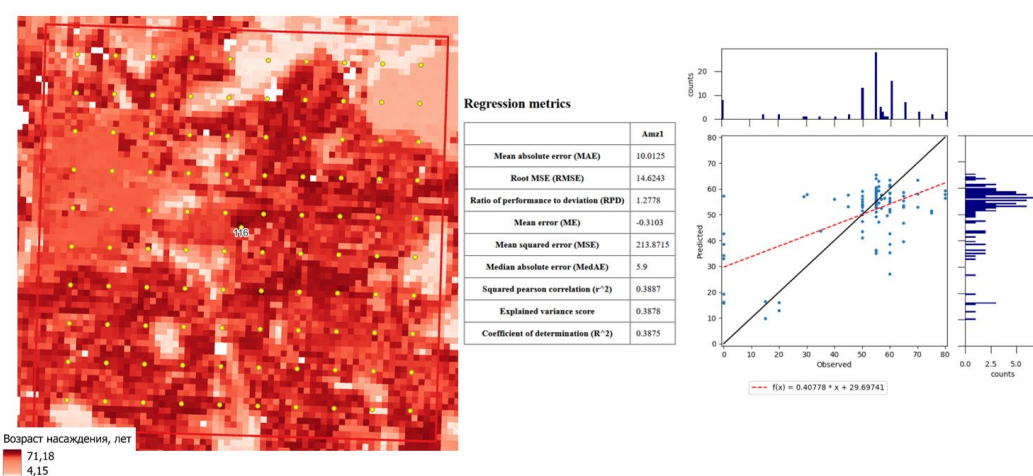 116
Возраст насаждения, лет
71,18
4,15
Regression metrics
Amz1
Mean absolute error (MAE) 10.0125
Root MSE (RMSE) 14.6243
Ratio of performance to deviation (RPD) 1.2778
Mean error (ME) -0.3103
Mean squared error (MSE) 213.8715
Median absolute error (MedAE) 5.9
Squared pearson correlation (r^2) 0.3887
Explained variance score 0.3878
Coefficient of determination (R^2) 0.3875
counts
20
10
0
Predicted
80
70
60
50
40
30
20
10
0
0 10 20 30 40 50 60 70 80
Observed
f(x) = 0.40778 * x + 29.69741
0.0 2.5 5.0
counts